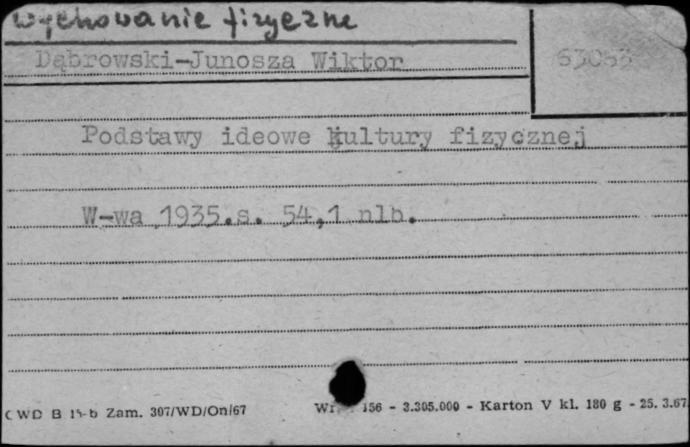 wychowanie fizyczne
Dąbrowski-Junosza Wiktor
63053
Podstawy ideowe kultury fizycznej
W-wa 1935.s. 54,1 nlb.
CWD B 15-b Zam. 307/WD/On/67
156 - 3.305.000 - Karton V kl. 180 g - 25. 3.67